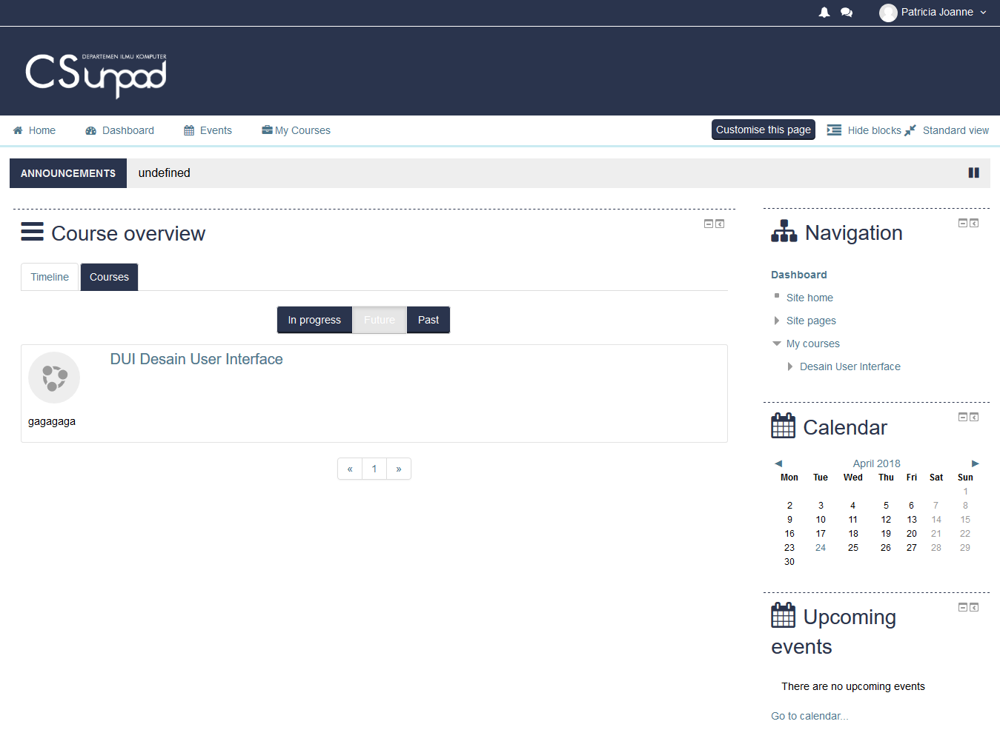 Patricia Joanne
DEPARTEMEN ILMU KOMPUTER
CSunpad
Home
Dashboard
Events
My Courses
Customise this page
Hide blocks
Standard view
ANNOUNCEMENTS
undefined
Course overview
Timeline
Courses
In progress
Future
Past
DUI Desain User Interface
gagagaga
«
1
»
Navigation
Dashboard
Site home
Site pages
My courses
Desain User Interface
Calendar
◄ April 2018 ►
Mon Tue Wed Thu Fri Sat Sun
1
2 3 4 5 6 7 8
9 10 11 12 13 14 15
16 17 18 19 20 21 22
23 24 25 26 27 28 29
30
Upcoming
events
There are no upcoming events
Go to calendar...